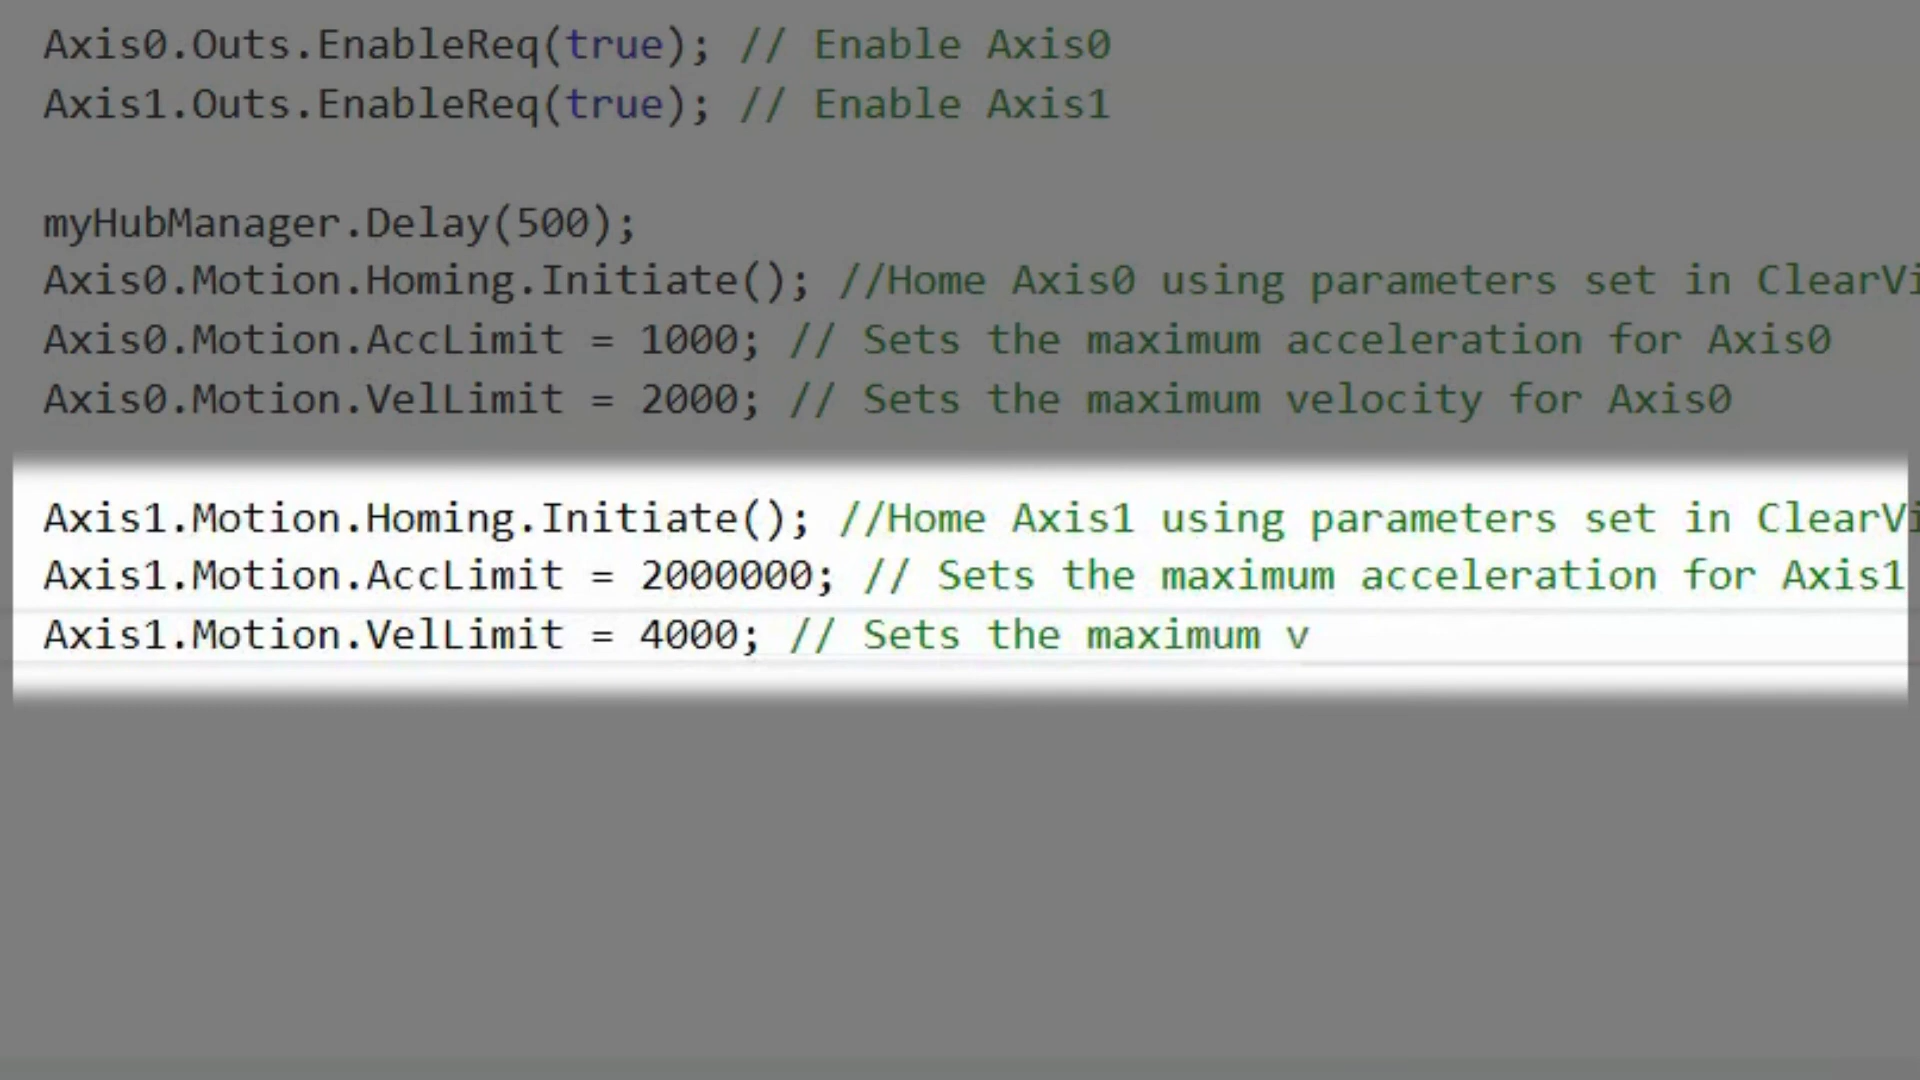 Axis0.Outs.EnableReq(true); // Enable Axis0
Axis1.Outs.EnableReq(true); // Enable Axis1
myHubManager.Delay(500);
Axis0.Motion.Homing.Initiate(); //Home Axis0 using parameters set in ClearVi
Axis0.Motion.AccLimit = 1000; // Sets the maximum acceleration for Axis0
Axis0.Motion.VelLimit = 2000; // Sets the maximum velocity for Axis0
Axis1.Motion.Homing.Initiate(); //Home Axis1 using parameters set in ClearVi
Axis1.Motion.AccLimit = 2000000; // Sets the maximum acceleration for Axis1
Axis1.Motion.VelLimit = 4000; // Sets the maximum v